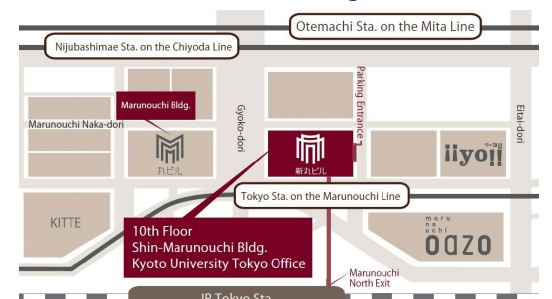 Otemachi Sta. on the Mita Line
Nijubashimae Sta. on the Chiyoda Line
Marunouchi Bldg.
Marunouchi Naka-dori
Gyoko-dori
Parking Entrance
Eitai-dori
丸ビル
新丸ビル
iiyo!!
イーヨ!!
Tokyo Sta. on the Marunouchi Line
KITTE
10th Floor
Shin-Marunouchi Bldg.
Kyoto University Tokyo Office
maru
no
uchi
oazo
Marunouchi
North Exit
JR Tokyo Sta.